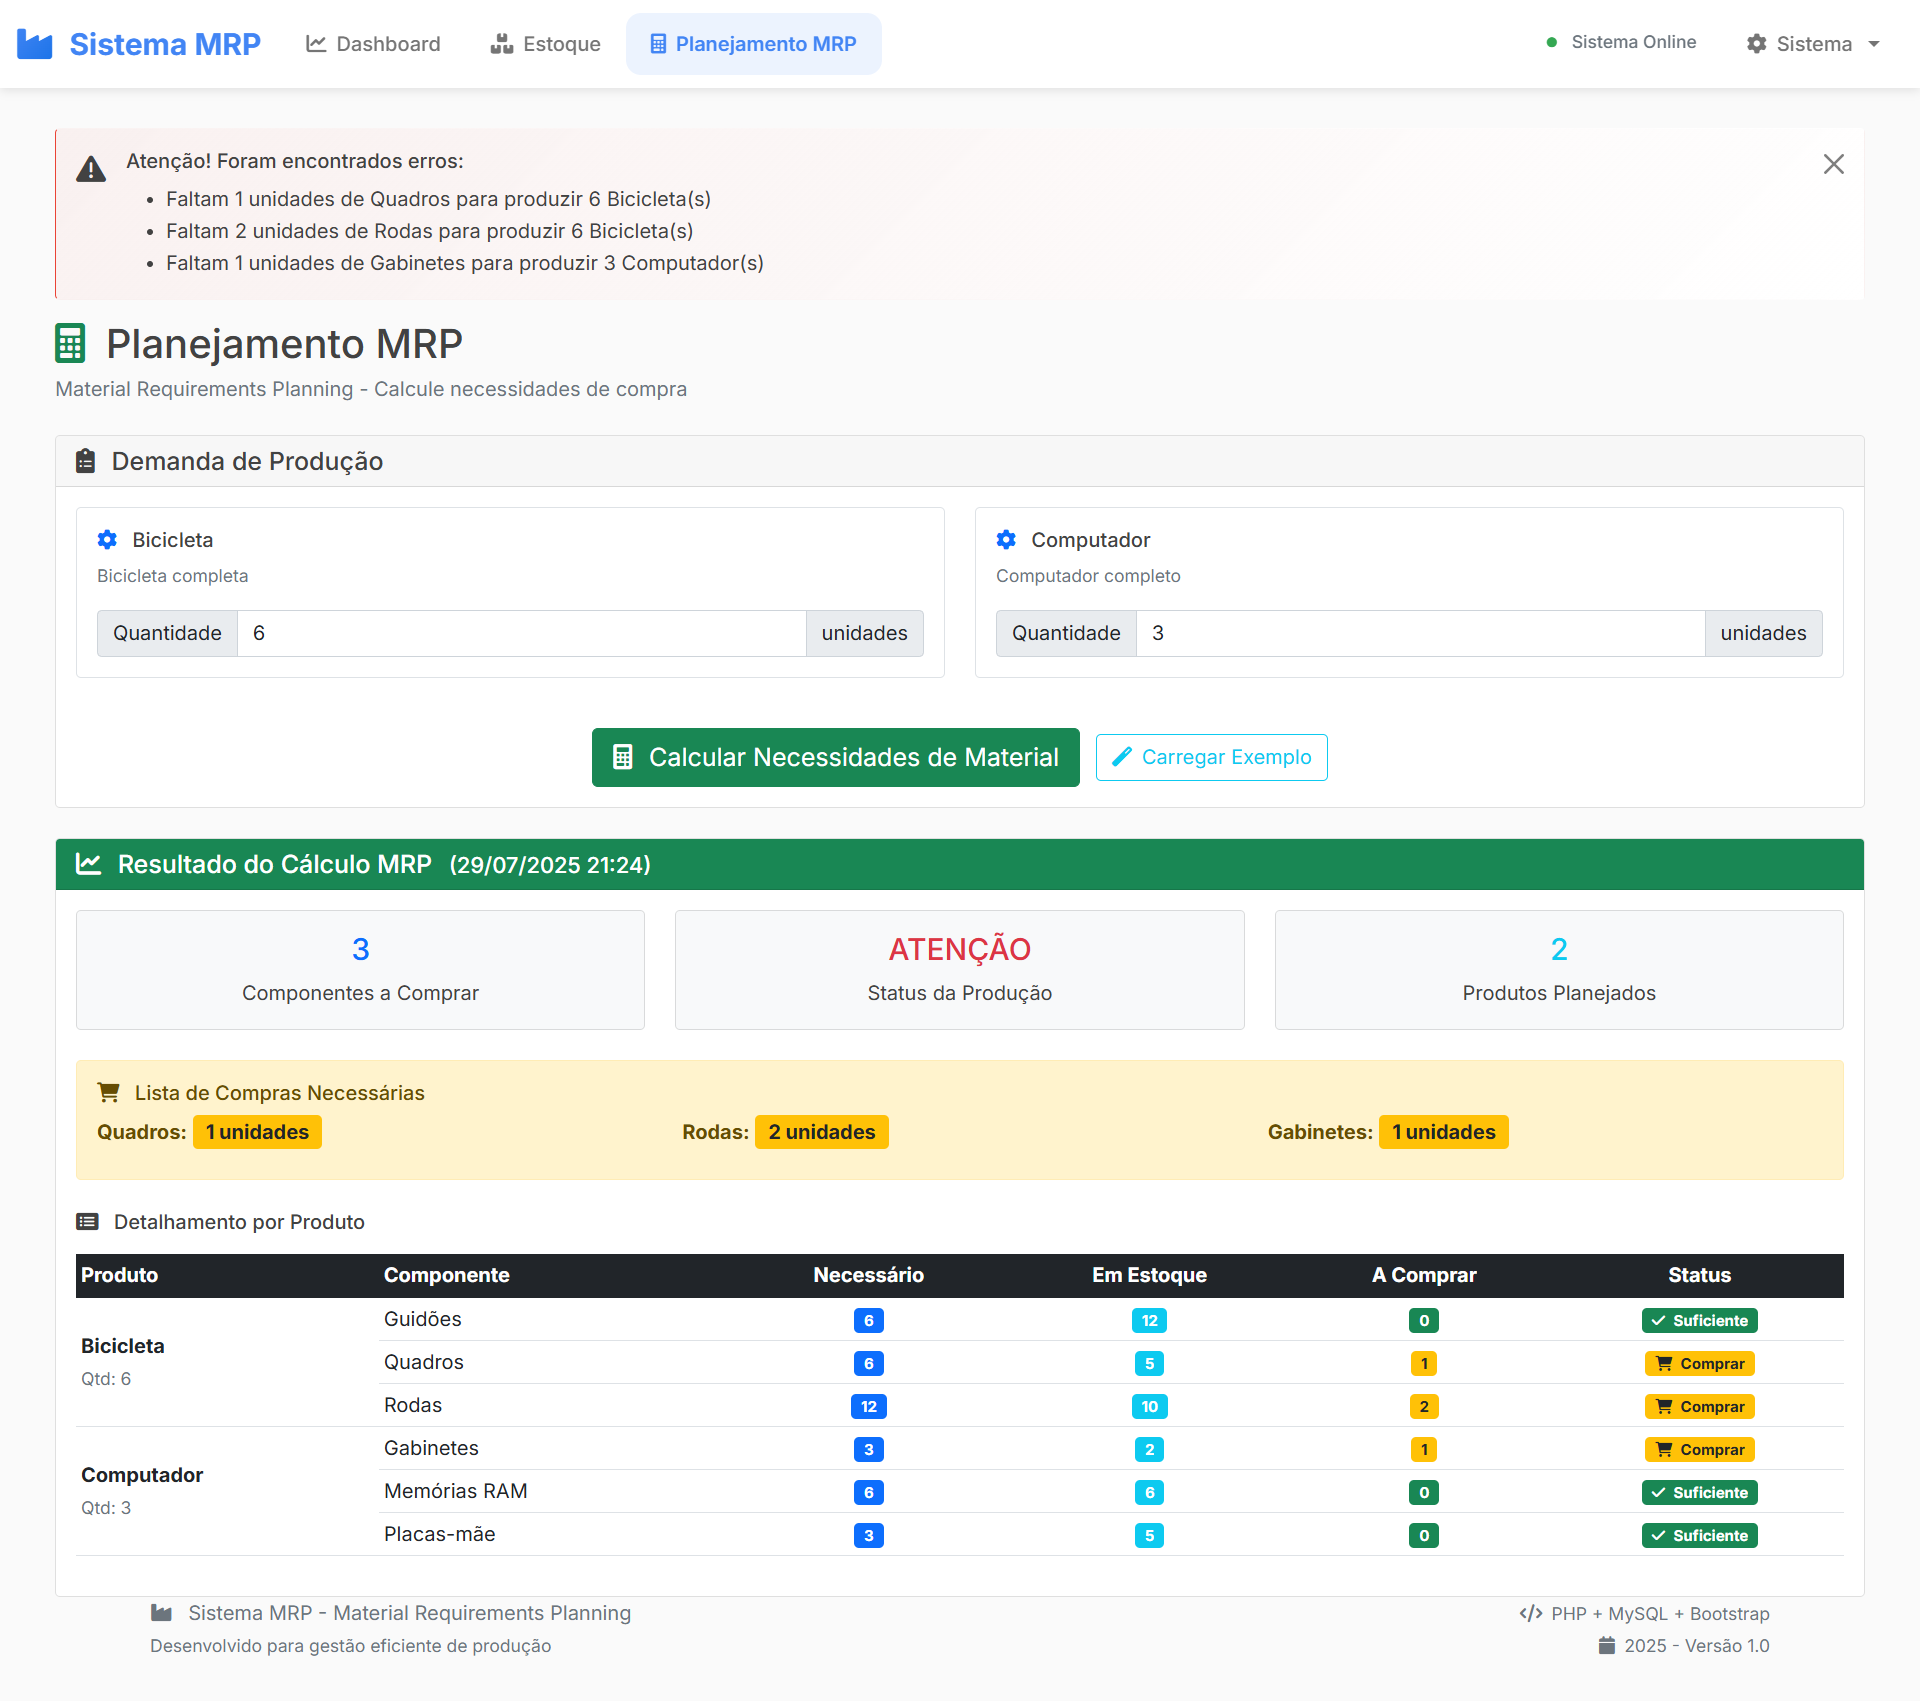 Sistema MRP
Dashboard
Estoque
Planejamento MRP
Sistema Online
Sistema
Atenção! Foram encontrados erros:
Faltam 1 unidades de Quadros para produzir 6 Bicicleta(s)
Faltam 2 unidades de Rodas para produzir 6 Bicicleta(s)
Faltam 1 unidades de Gabinetes para produzir 3 Computador(s)
Planejamento MRP
Material Requirements Planning - Calcule necessidades de compra
Demanda de Produção
Bicicleta
Bicicleta completa
Quantidade 6 unidades
Computador
Computador completo
Quantidade 3 unidades
Calcular Necessidades de Material
Carregar Exemplo
Resultado do Cálculo MRP (29/07/2025 21:24)
3
Componentes a Comprar
ATENÇÃO
Status da Produção
2
Produtos Planejados
Lista de Compras Necessárias
Quadros: 1 unidades
Rodas: 2 unidades
Gabinetes: 1 unidades
Detalhamento por Produto
Produto Componente Necessário Em Estoque A Comprar Status
Bicicleta
Qtd: 6
Guidões 6 12 0 Suficiente
Quadros 6 5 1 Comprar
Rodas 12 10 2 Comprar
Computador
Qtd: 3
Gabinetes 3 2 1 Comprar
Memórias RAM 6 6 0 Suficiente
Placas-mãe 3 5 0 Suficiente
Sistema MRP - Material Requirements Planning
Desenvolvido para gestão eficiente de produção
PHP + MySQL + Bootstrap
2025 - Versão 1.0